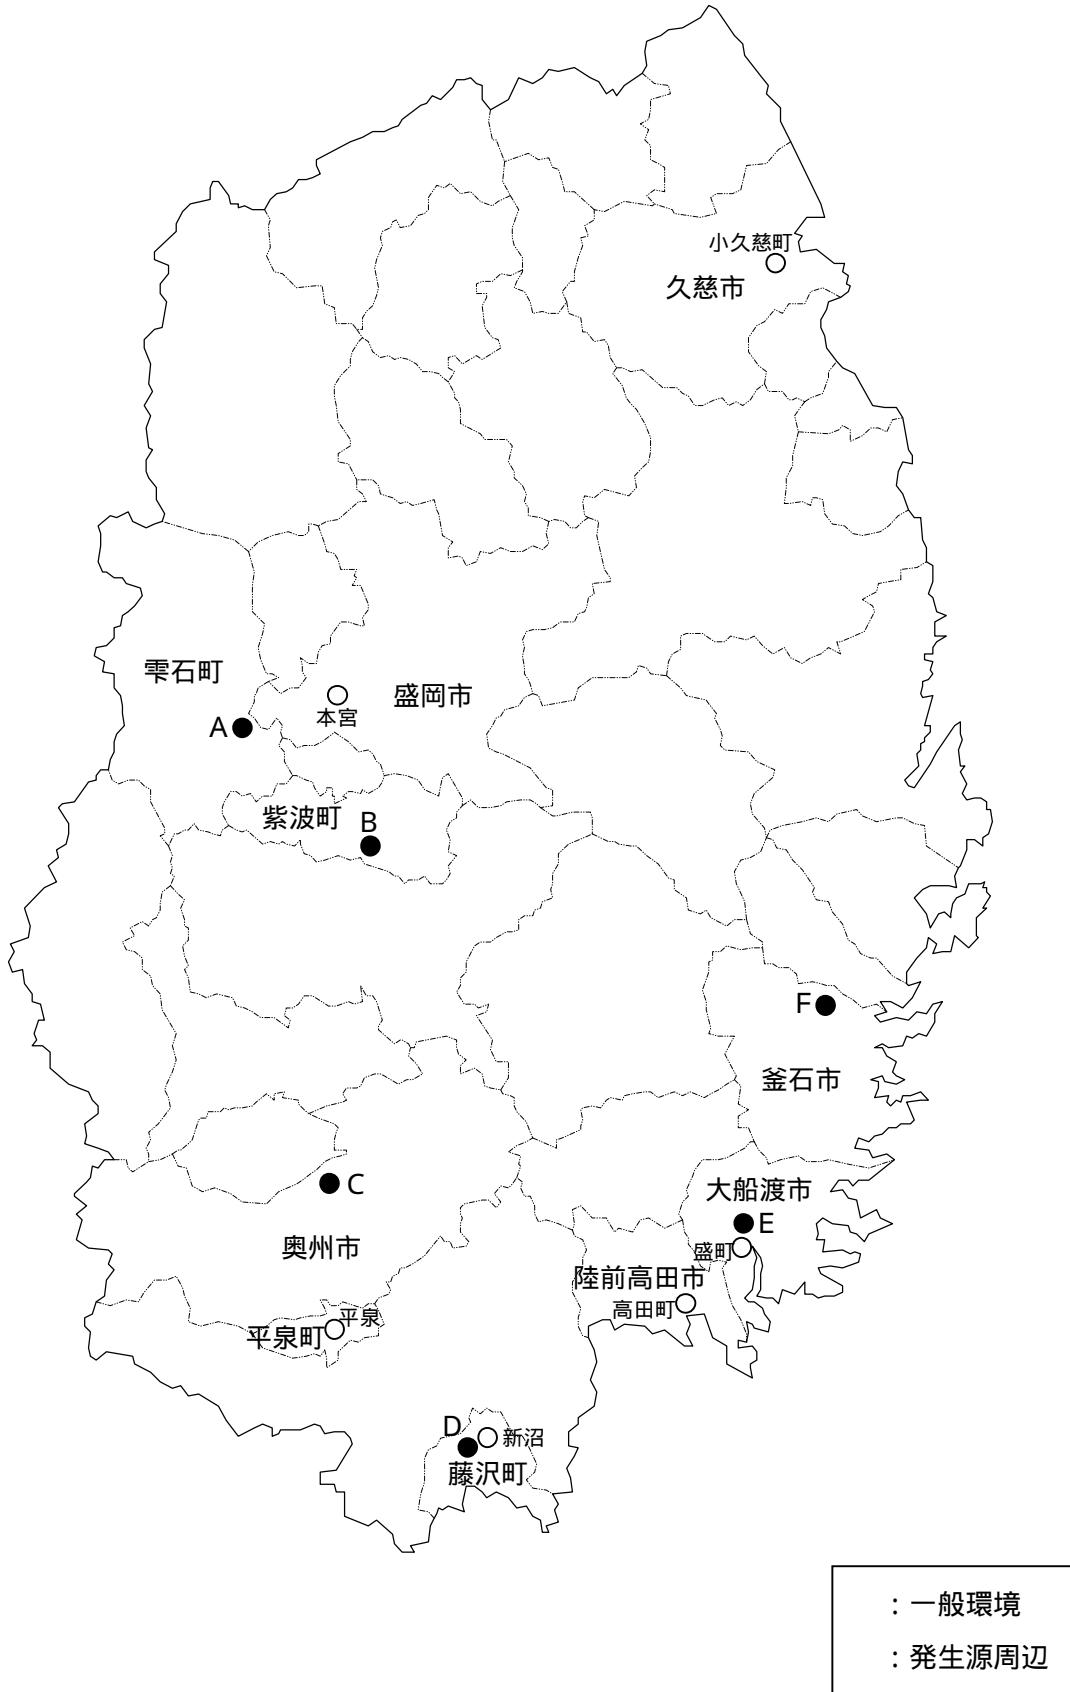 小久慈町
久慈市
雫石町
盛岡市
本宮
A
紫波町
B
F
釜石市
C
大船渡市
E
盛町
奥州市
陸前高田市
高田町
平泉
平泉町
D
新沼
藤沢町
：一般環境
：発生源周辺